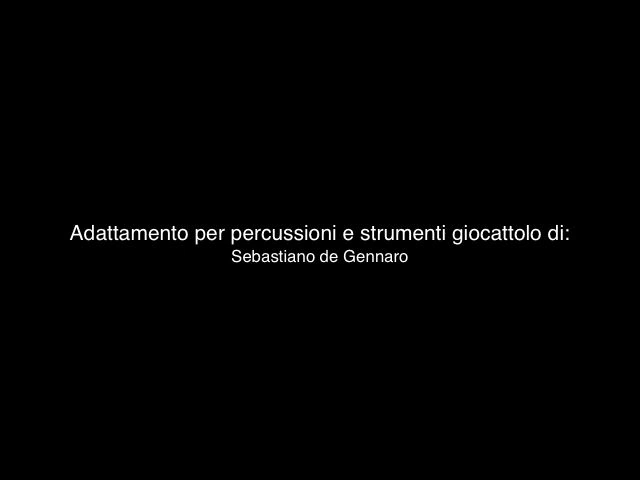 Adattamento per percussioni e strumenti giocattolo di:
Sebastiano de Gennaro